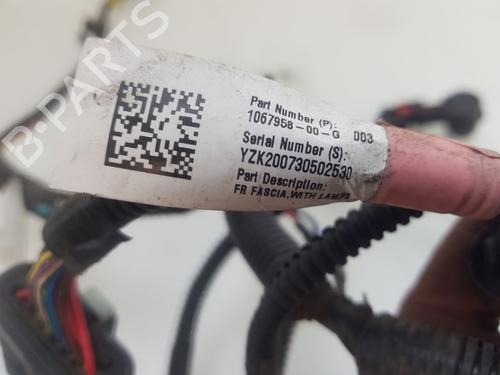 B-PARTS
Part Number (P):
1067958-00-G 003
Serial Number (S):
YZK200730502530
Part Description:
FR FASCIA,WITH LAMPS